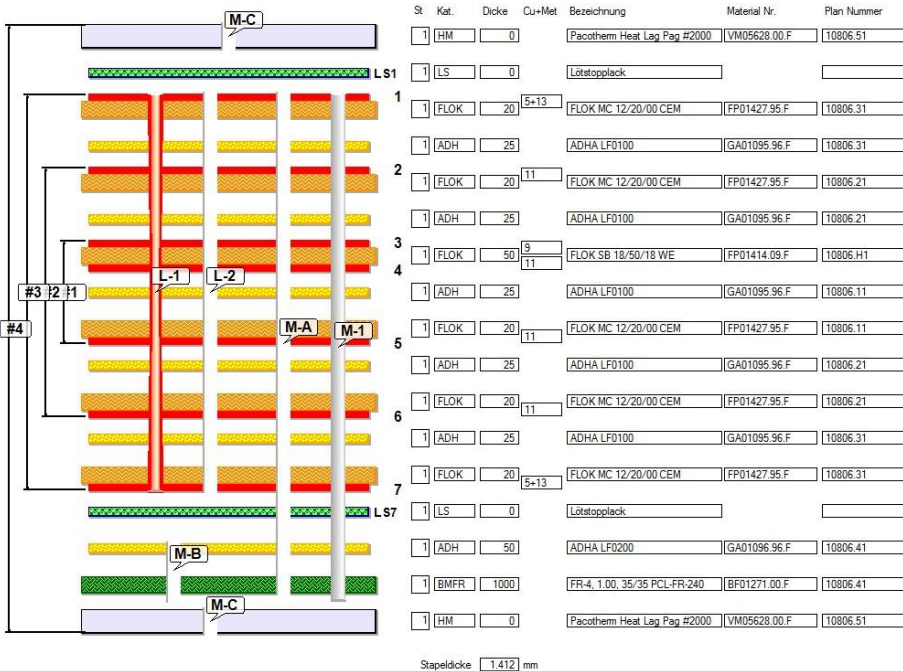 St Kat. Dicke Cu+Met Bezeichnung Material Nr. Plan Nummer
M-C
1 HM 0 Pacotherm Heat Lag Pag #2000 VM05628.00.F 10806.51
LS1
1 LS 0 Lötstopplack
1
5+13
1 FLOK 20 FLOK MC 12/20/00 CEM FP01427.95.F 10806.31
1 ADH 25 ADHA LF0100 GA01095.96.F 10806.31
2
11
1 FLOK 20 FLOK MC 12/20/00 CEM FP01427.95.F 10806.21
1 ADH 25 ADHA LF0100 GA01095.96.F 10806.21
3
9
1 FLOK 50 FLOK SB 18/50/18 WE FP01414.09.F 10806.H1
4
11
L-1 L-2
#3 #2 #1
1 ADH 25 ADHA LF0100 GA01095.96.F 10806.11
#4 M-A M-1
1 FLOK 20 FLOK MC 12/20/00 CEM FP01427.95.F 10806.11
5
11
1 ADH 25 ADHA LF0100 GA01095.96.F 10806.21
1 FLOK 20 FLOK MC 12/20/00 CEM FP01427.95.F 10806.21
6
11
1 ADH 25 ADHA LF0100 GA01095.96.F 10806.31
1 FLOK 20 FLOK MC 12/20/00 CEM FP01427.95.F 10806.31
7
5+13
LS7
1 LS 0 Lötstopplack
M-B
1 ADH 50 ADHA LF0200 GA01096.96.F 10806.41
1 BMFR 1000 FR-4, 1.00, 35/35 PCL-FR-240 BF01271.00.F 10806.41
M-C
1 HM 0 Pacotherm Heat Lag Pag #2000 VM05628.00.F 10806.51
Stapeldicke 1.412 mm